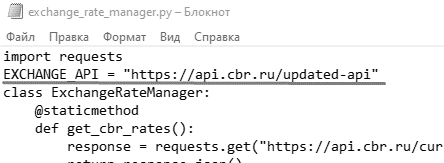 exchange_rate_manager.py – Блокнот
Файл Правка Формат Вид Справка
import requests
EXCHANGE_API = "https://api.cbr.ru/updated-api"
class ExchangeRateManager:
    @staticmethod
    def get_cbr_rates():
        response = requests.get("https://api.cbr.ru/cur
        return response.json()